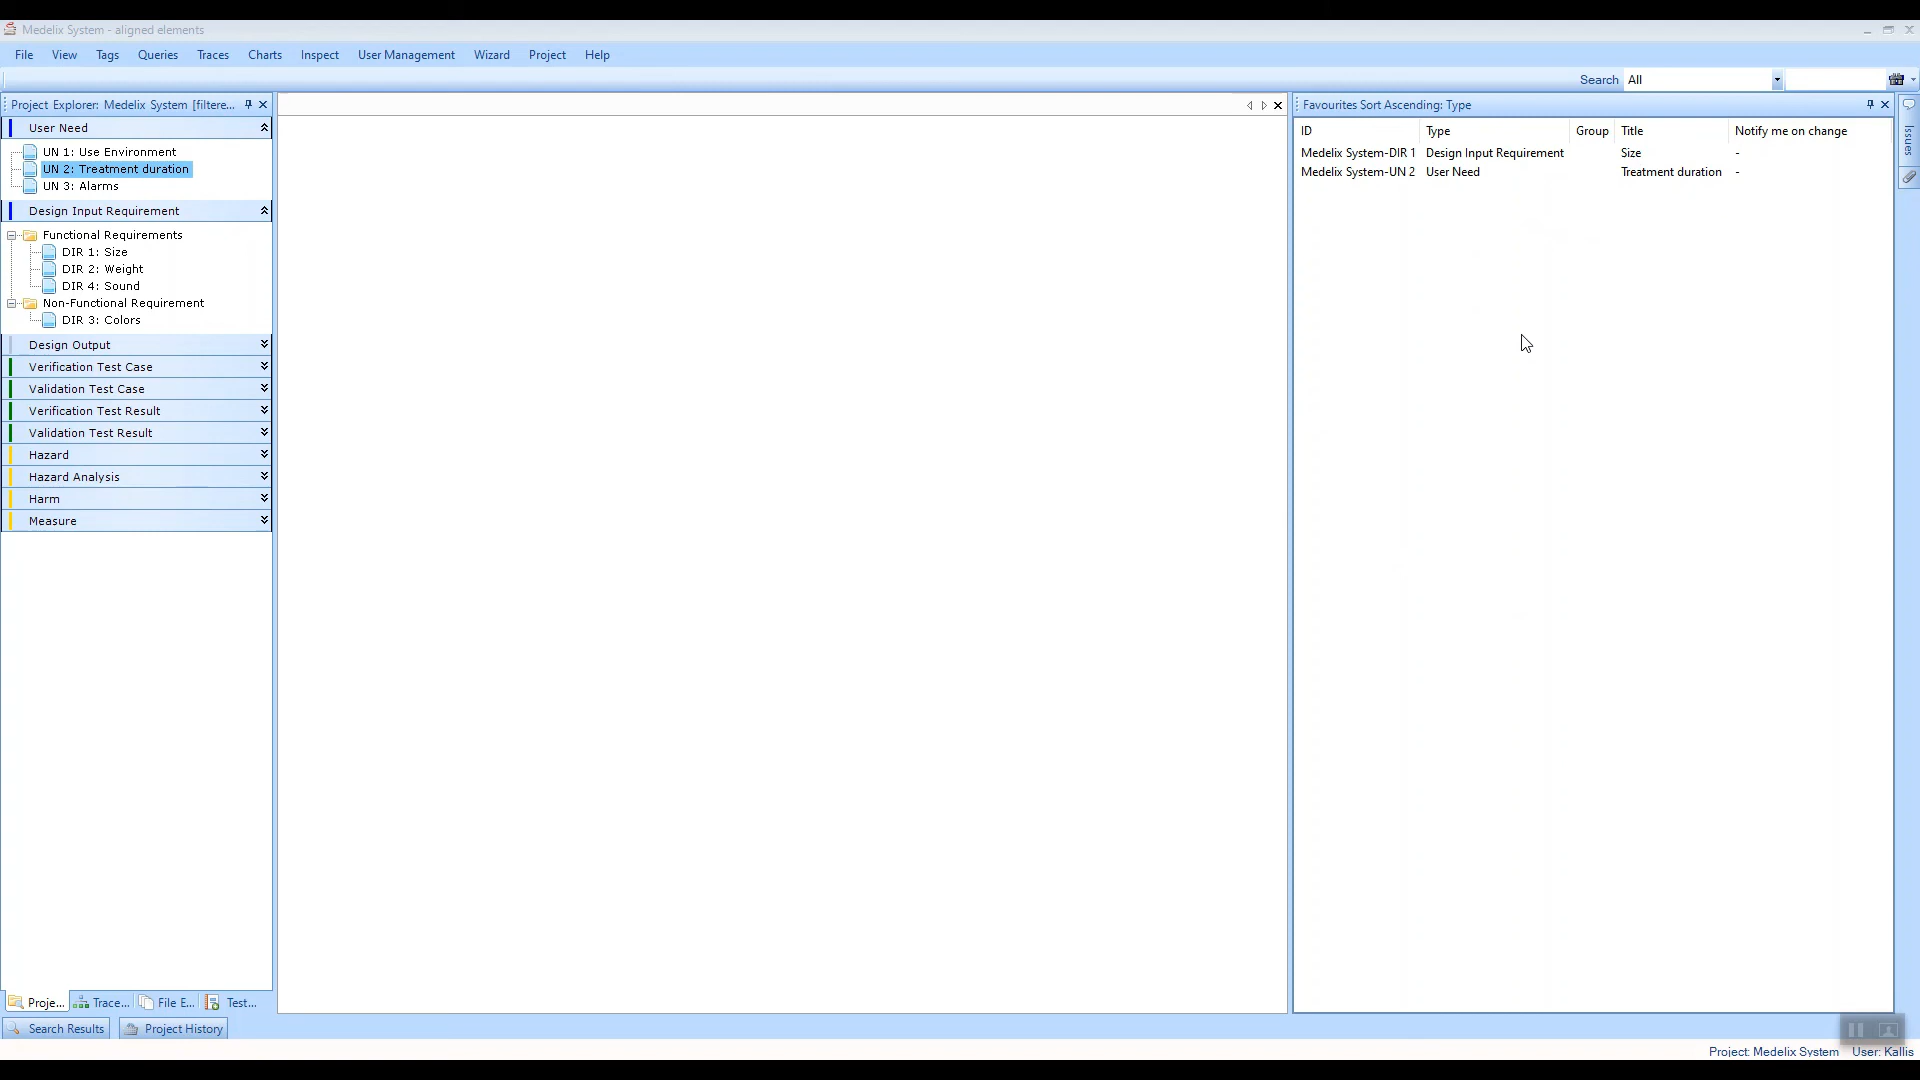 Medelix System - aligned elements
File View Tags Queries Traces Charts Inspect User Management Wizard Project Help
Search All
Project Explorer: Medelix System [filtere...
User Need
UN 1: Use Environment
UN 2: Treatment duration
UN 3: Alarms
Design Input Requirement
Functional Requirements
DIR 1: Size
DIR 2: Weight
DIR 4: Sound
Non-Functional Requirement
DIR 3: Colors
Design Output
Verification Test Case
Validation Test Case
Verification Test Result
Validation Test Result
Hazard
Hazard Analysis
Harm
Measure
Proje... Trace... File E... Test...
Search Results Project History
Favourites Sort Ascending: Type
ID Type Group Title Notify me on change
Medelix System-DIR 1 Design Input Requirement Size -
Medelix System-UN 2 User Need Treatment duration -
Issues
Project: Medelix System User: Kallis